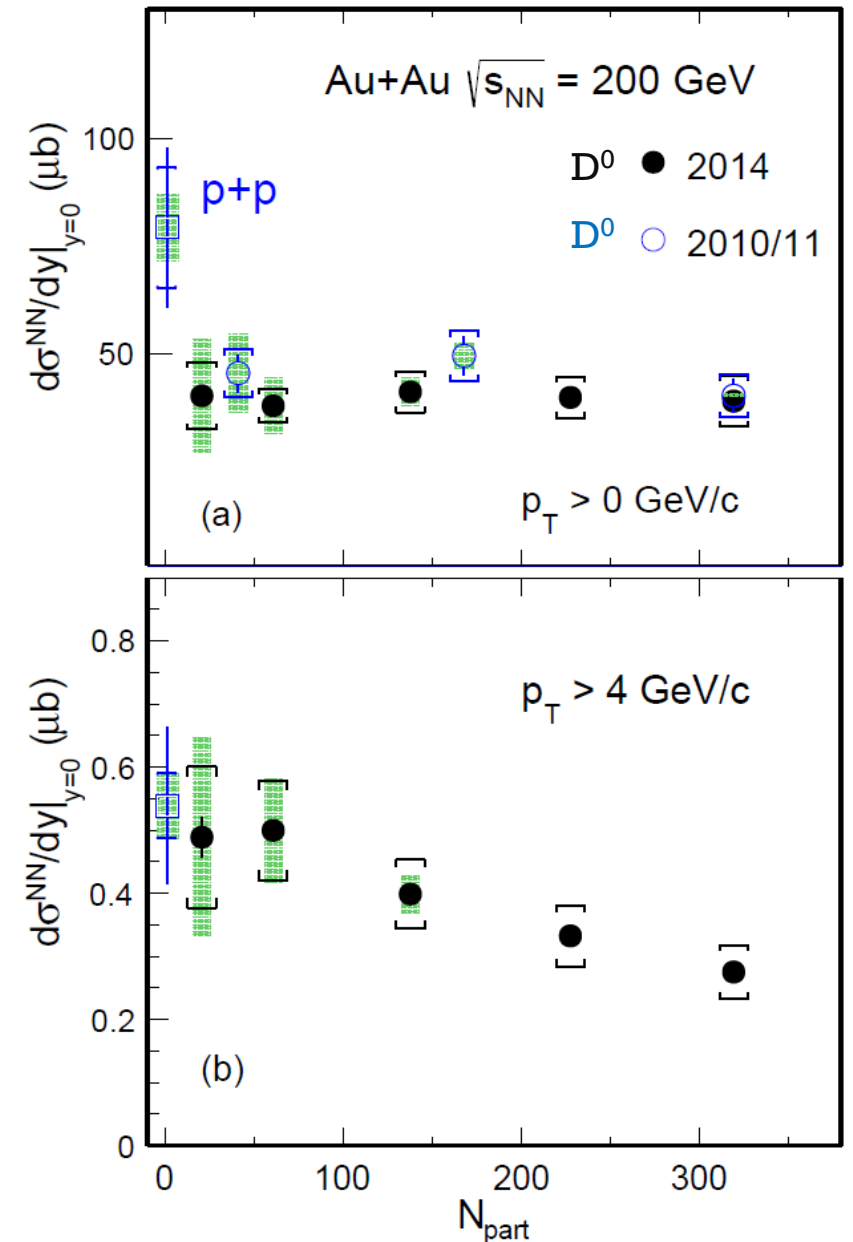 Au+Au √sNN = 200 GeV
D⁰ 2014
D⁰ 2010/11
p+p
100
50
dσᴺᴺ/dy|y=0 (μb)
(a)
pT > 0 GeV/c
0.8
0.6
0.4
0.2
0
dσᴺᴺ/dy|y=0 (μb)
pT > 4 GeV/c
(b)
0 100 200 300
Npart